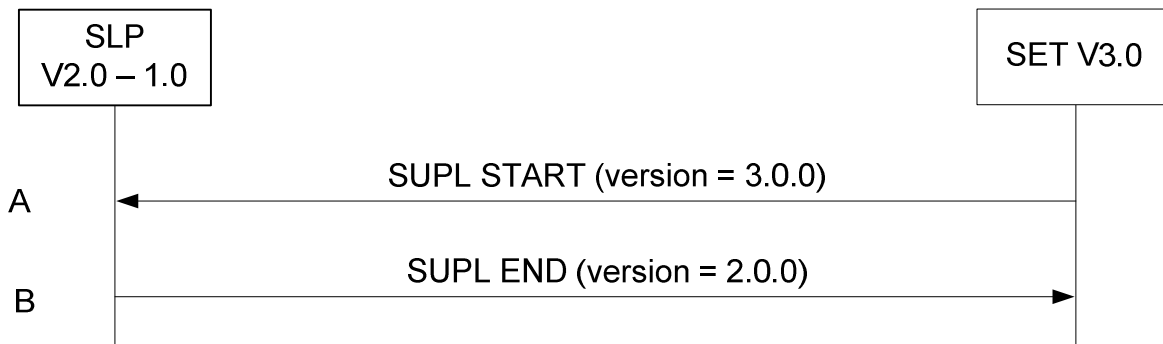 SLP
V2.0 – 1.0
SET V3.0
SUPL START (version = 3.0.0)
A
SUPL END (version = 2.0.0)
B